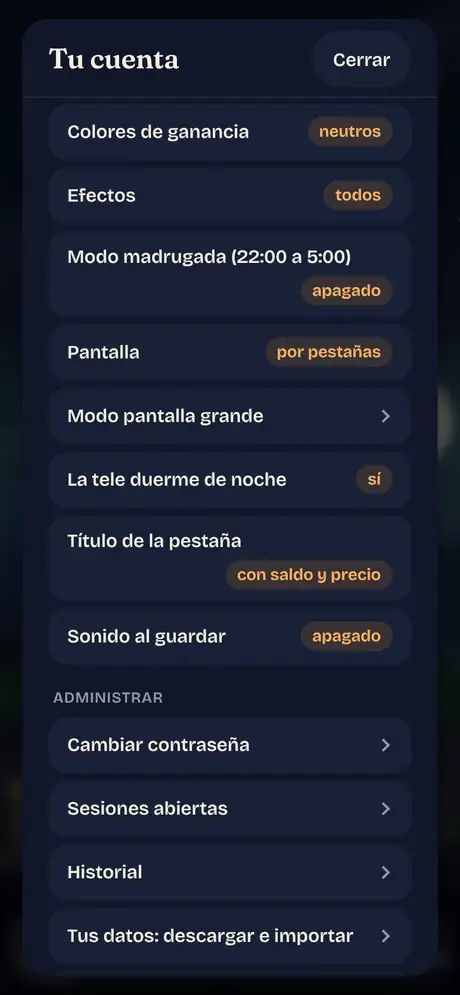 Tu cuenta
Cerrar
Colores de ganancia
neutros
Efectos
todos
Modo madrugada (22:00 a 5:00)
apagado
Pantalla
por pestañas
Modo pantalla grande
La tele duerme de noche
sí
Título de la pestaña
con saldo y precio
Sonido al guardar
apagado
ADMINISTRAR
Cambiar contraseña
Sesiones abiertas
Historial
Tus datos: descargar e importar